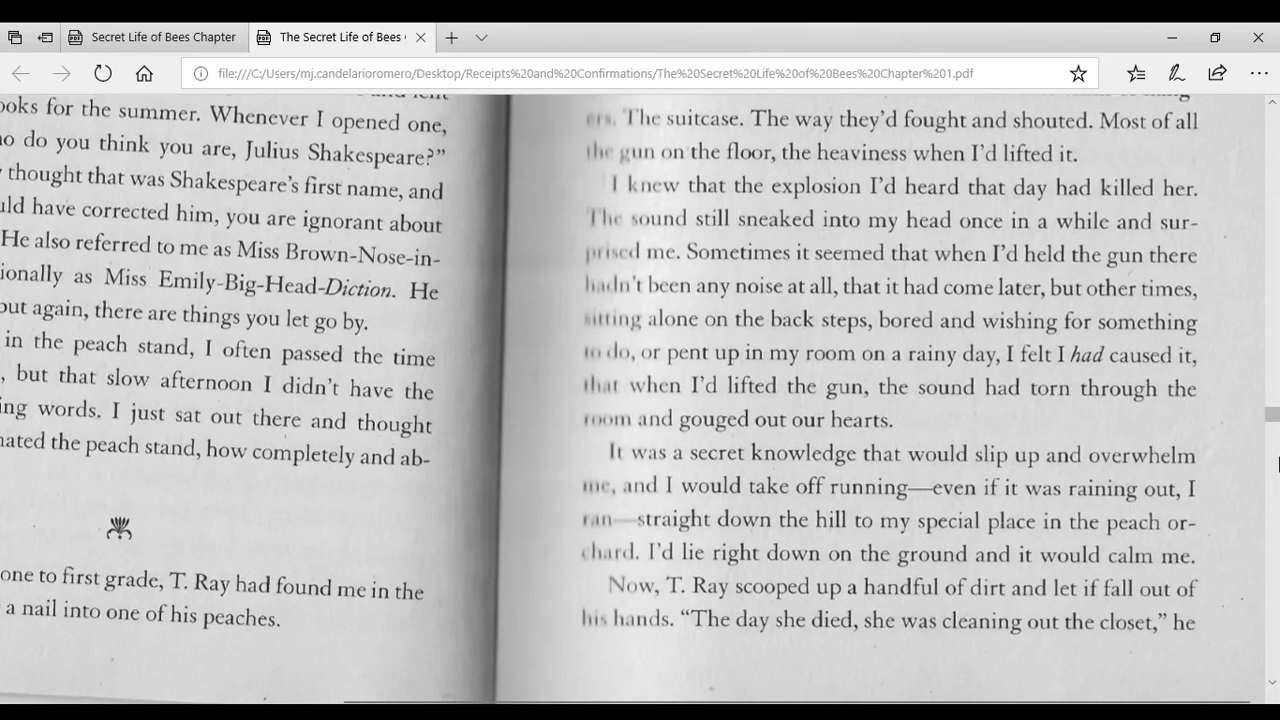 Secret Life of Bees Chapter
The Secret Life of Bees
file:///C:/Users/mj.candelarioromero/Desktop/Receipts%20and%20Confirmations/The%20Secret%20Life%20of%20Bees%20Chapter%201.pdf
ooks for the summer. Whenever I opened one,
o do you think you are, Julius Shakespeare?”
thought that was Shakespeare’s first name, and
uld have corrected him, you are ignorant about
He also referred to me as Miss Brown-Nose-in-
ionally as Miss Emily-Big-Head-Diction. He
out again, there are things you let go by.
in the peach stand, I often passed the time
, but that slow afternoon I didn’t have the
ing words. I just sat out there and thought
nated the peach stand, how completely and ab-
one to first grade, T. Ray had found me in the
a nail into one of his peaches.
ers. The suitcase. The way they’d fought and shouted. Most of all
the gun on the floor, the heaviness when I’d lifted it.
I knew that the explosion I’d heard that day had killed her.
The sound still sneaked into my head once in a while and sur-
prised me. Sometimes it seemed that when I’d held the gun there
hadn’t been any noise at all, that it had come later, but other times,
sitting alone on the back steps, bored and wishing for something
to do, or pent up in my room on a rainy day, I felt I had caused it,
that when I’d lifted the gun, the sound had torn through the
room and gouged out our hearts.
It was a secret knowledge that would slip up and overwhelm
me, and I would take off running—even if it was raining out, I
ran—straight down the hill to my special place in the peach or-
chard. I’d lie right down on the ground and it would calm me.
Now, T. Ray scooped up a handful of dirt and let if fall out of
his hands. “The day she died, she was cleaning out the closet,” he